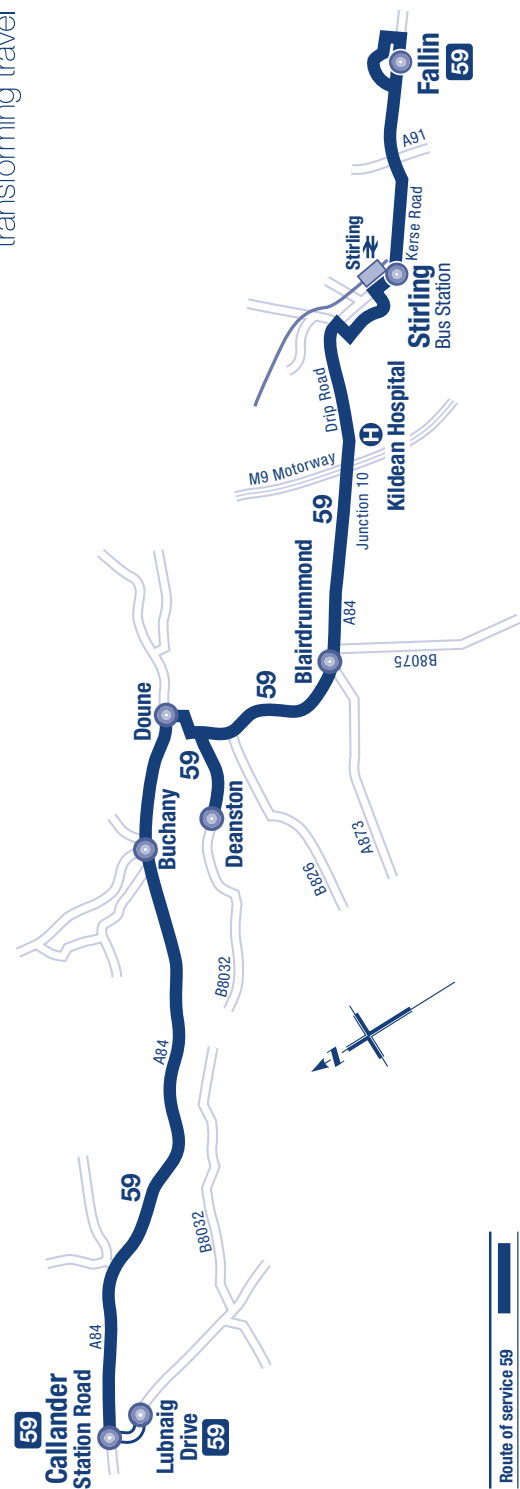 transforming travel
59
Callander
Station Road
Lubnaig
Drive
59
A84
59
B8032
A84
B8032
Buchany
Doune
59
Deanston
59
B826
A873
Blairdrummond
B8075
A84
59
Junction 10
M9 Motorway
H
Kildean Hospital
Drip Road
Stirling
Stirling
Bus Station
Kerse Road
A91
Fallin
59
N
Route of service 59